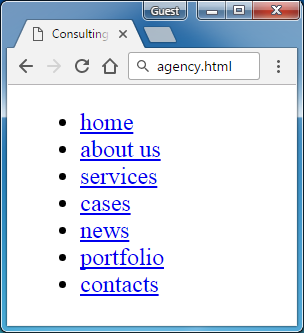 Guest
Consulting
agency.html
home
about us
services
cases
news
portfolio
contacts